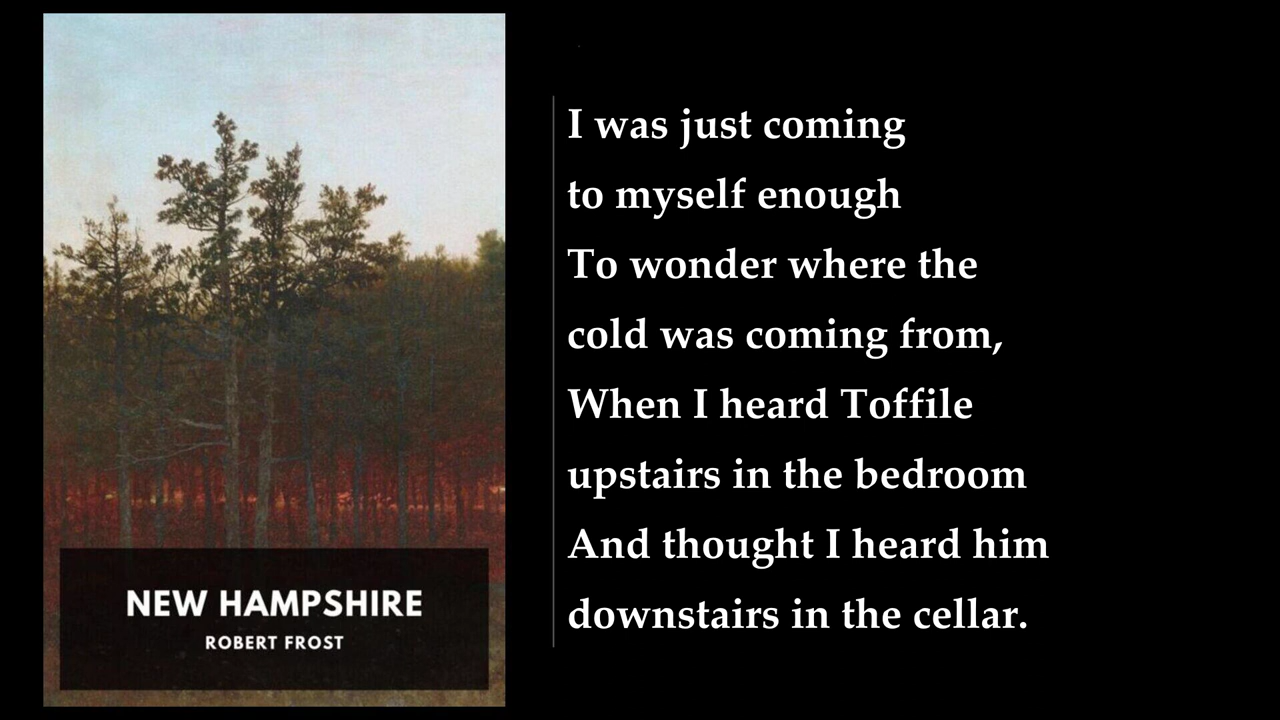 NEW HAMPSHIRE
ROBERT FROST
I was just coming
to myself enough
To wonder where the
cold was coming from,
When I heard Toffile
upstairs in the bedroom
And thought I heard him
downstairs in the cellar.